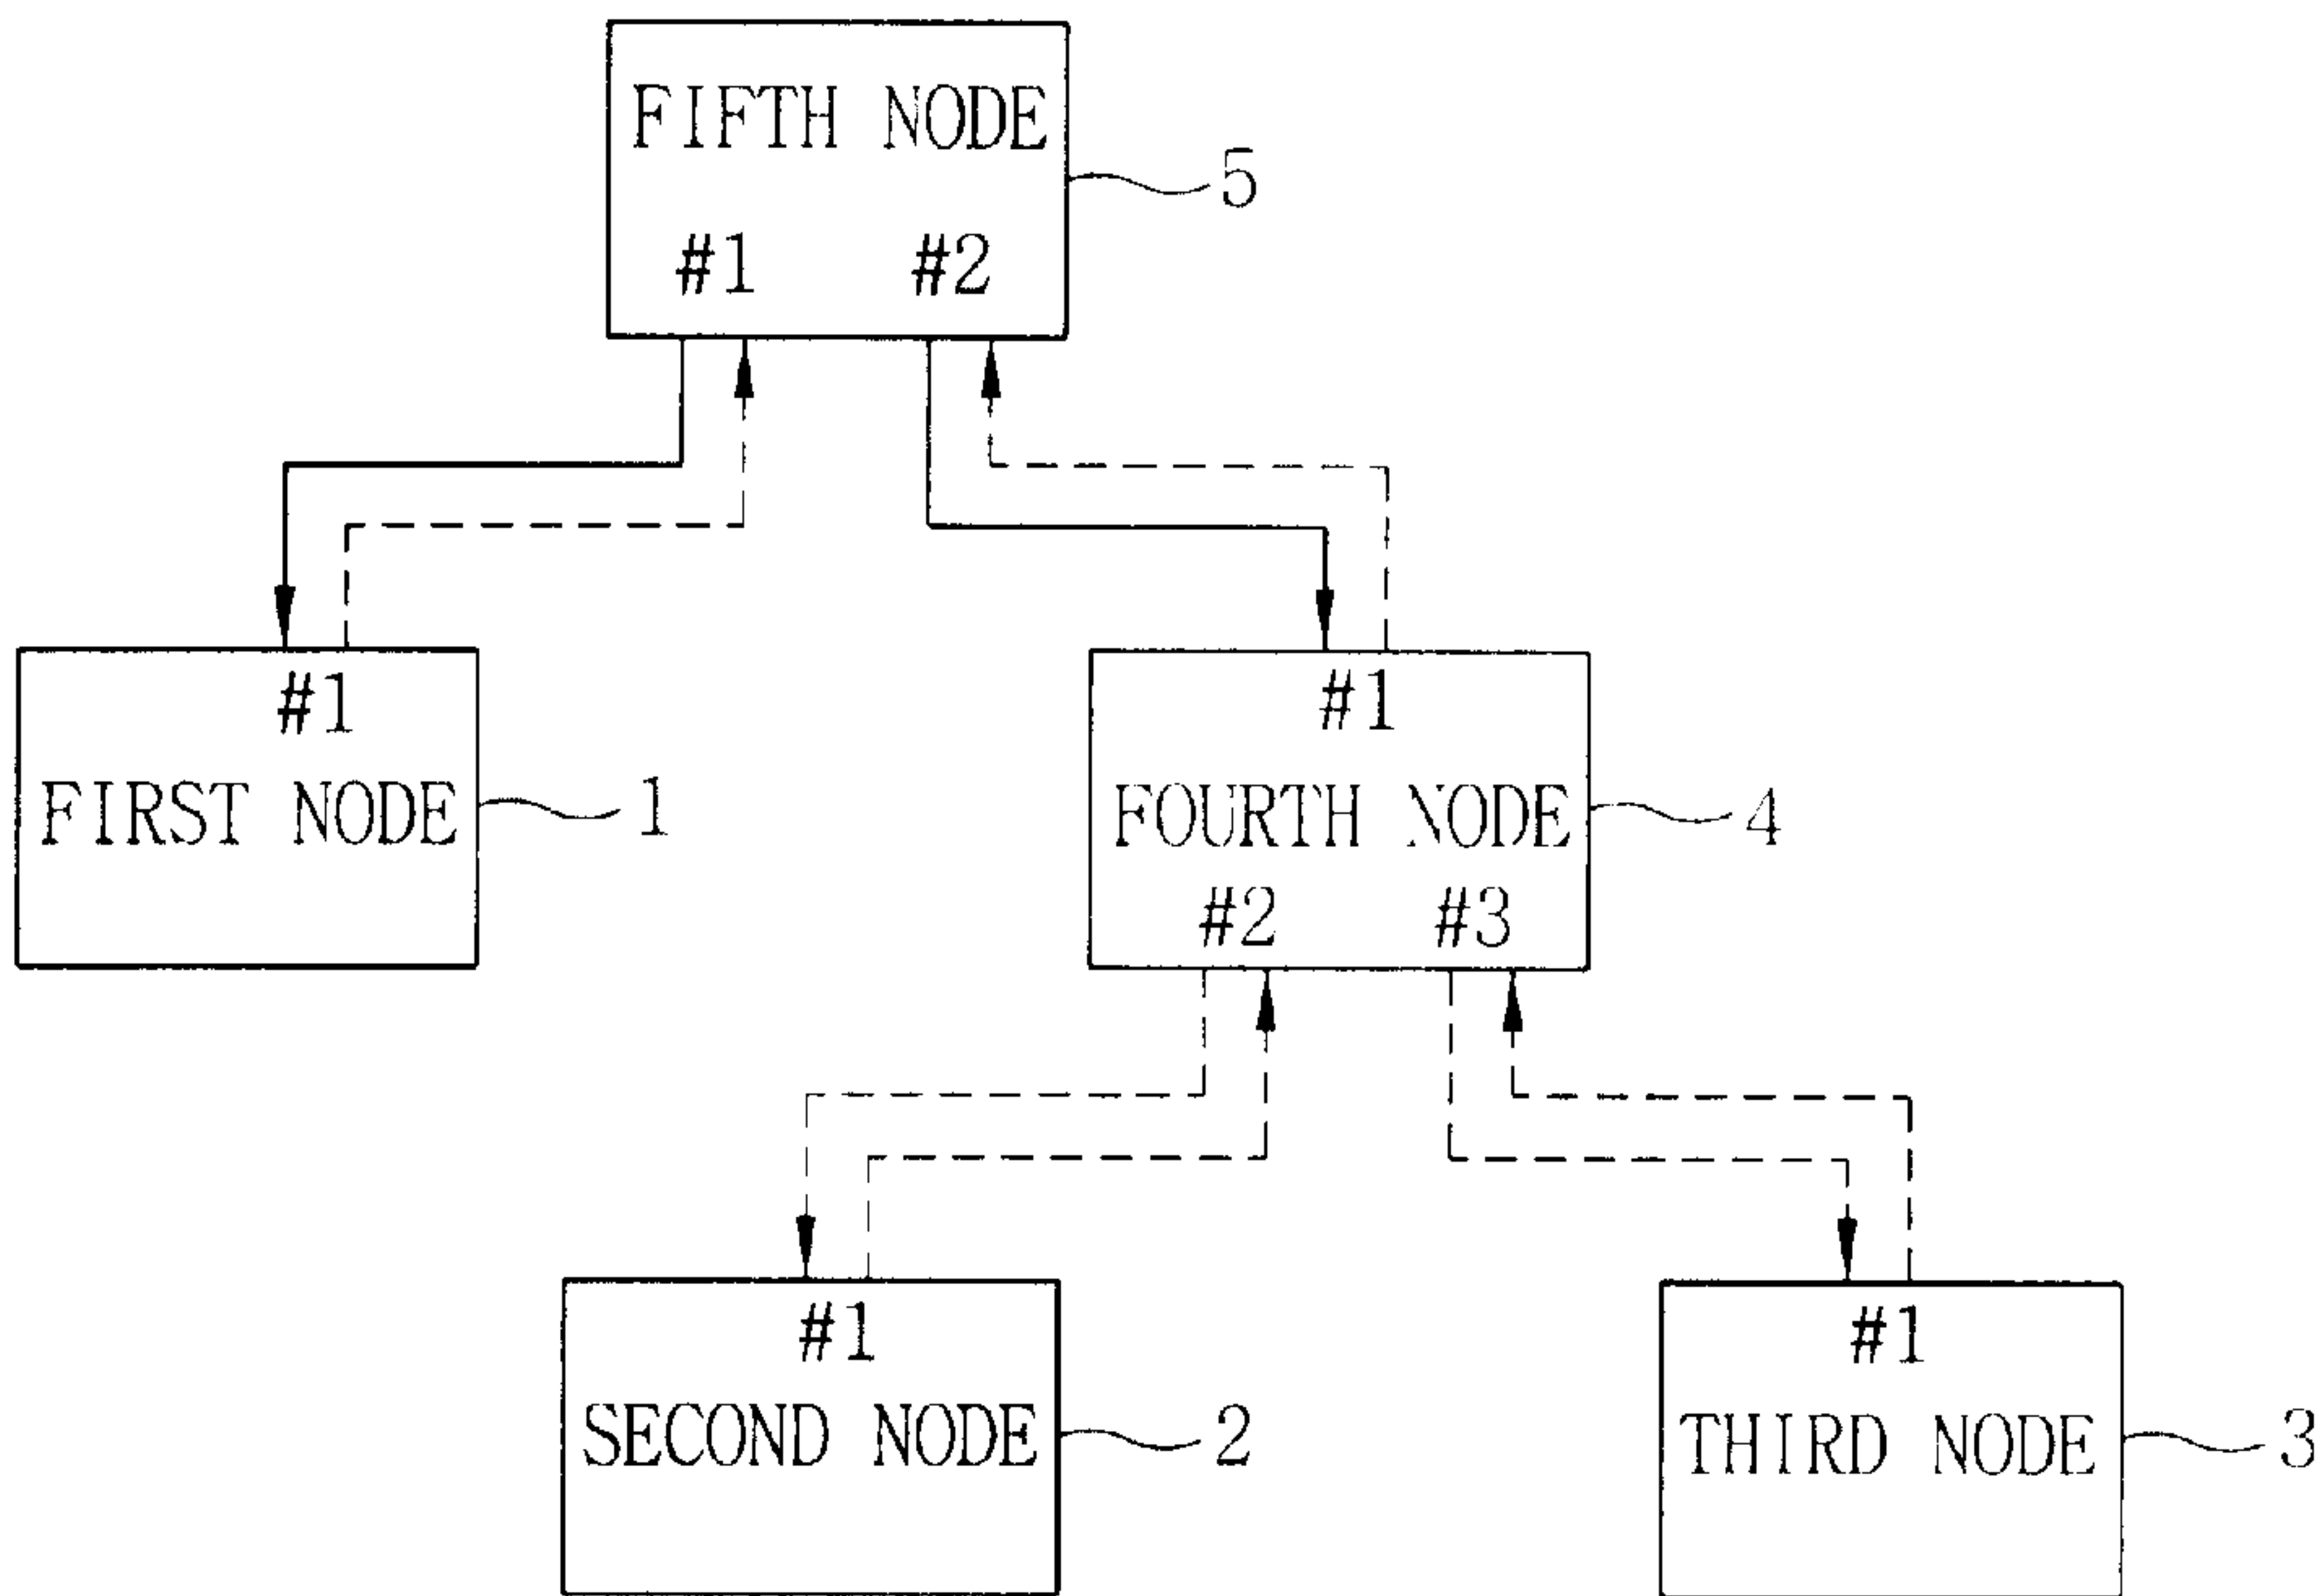 FIFTH NODE
5
#1 #2
#1
FIRST NODE
1
#1
FOURTH NODE
4
#2 #3
#1
SECOND NODE
2
#1
THIRD NODE
3